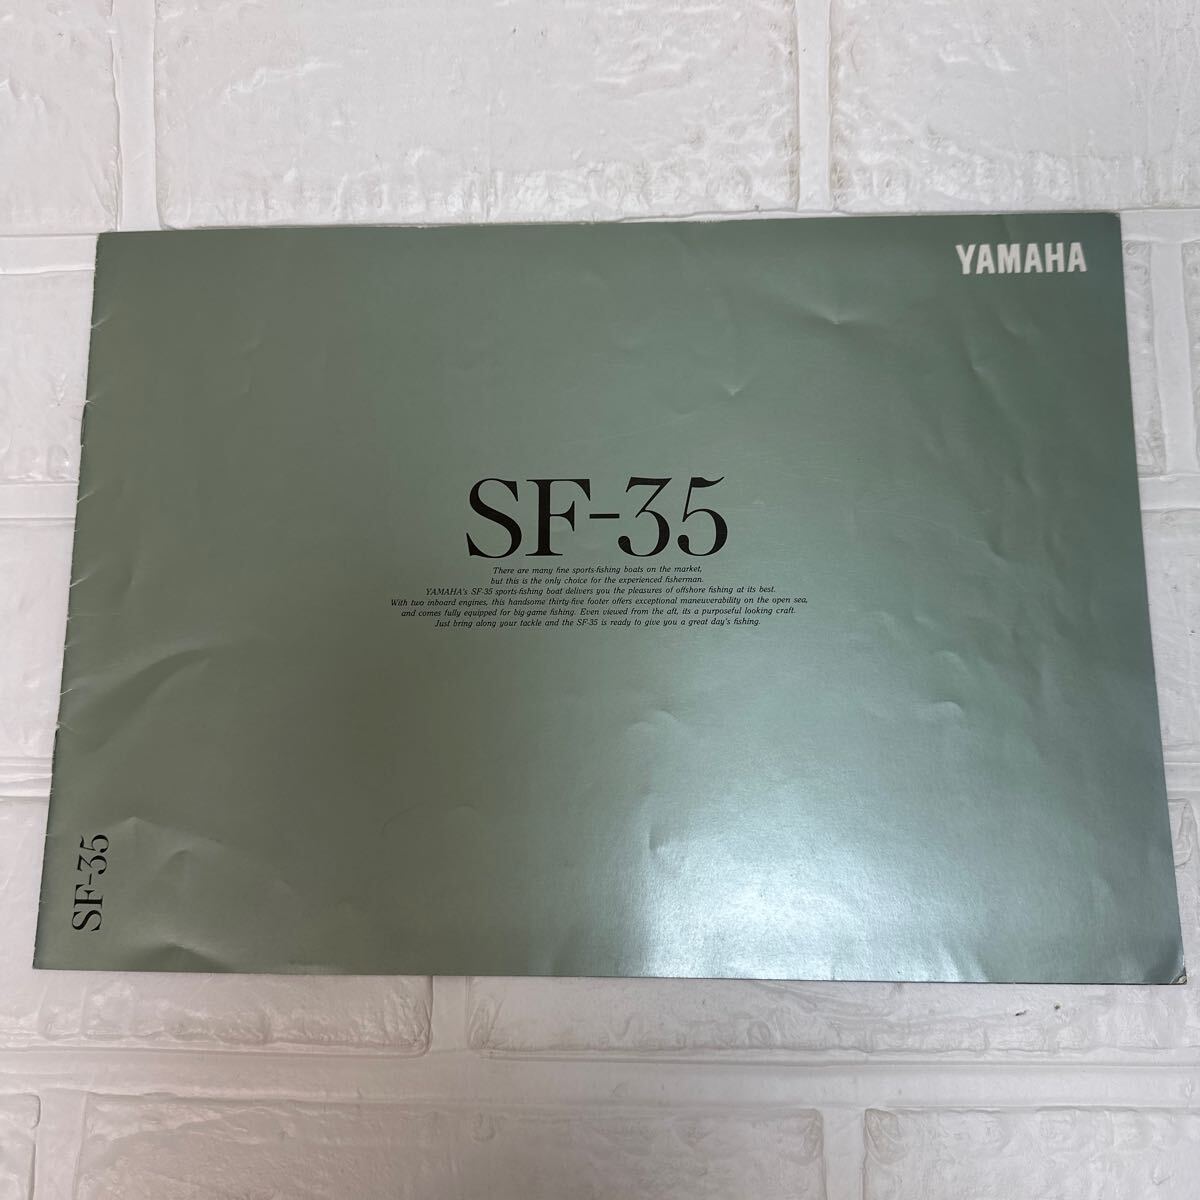 YAMAHA
SF-35
There are many fine sports-fishing boats on the market,
but this is the only choice for the experienced fisherman.
YAMAHA's SF-35 sports-fishing boat delivers you the pleasures of offshore fishing at its best.
With two inboard engines, this handsome thirty-five footer offers exceptional maneuverability on the open sea,
and comes fully equipped for big-game fishing. Even viewed from the aft, its a purposeful looking craft.
Just bring along your tackle and the SF-35 is ready to give you a great day's fishing.
SF-35